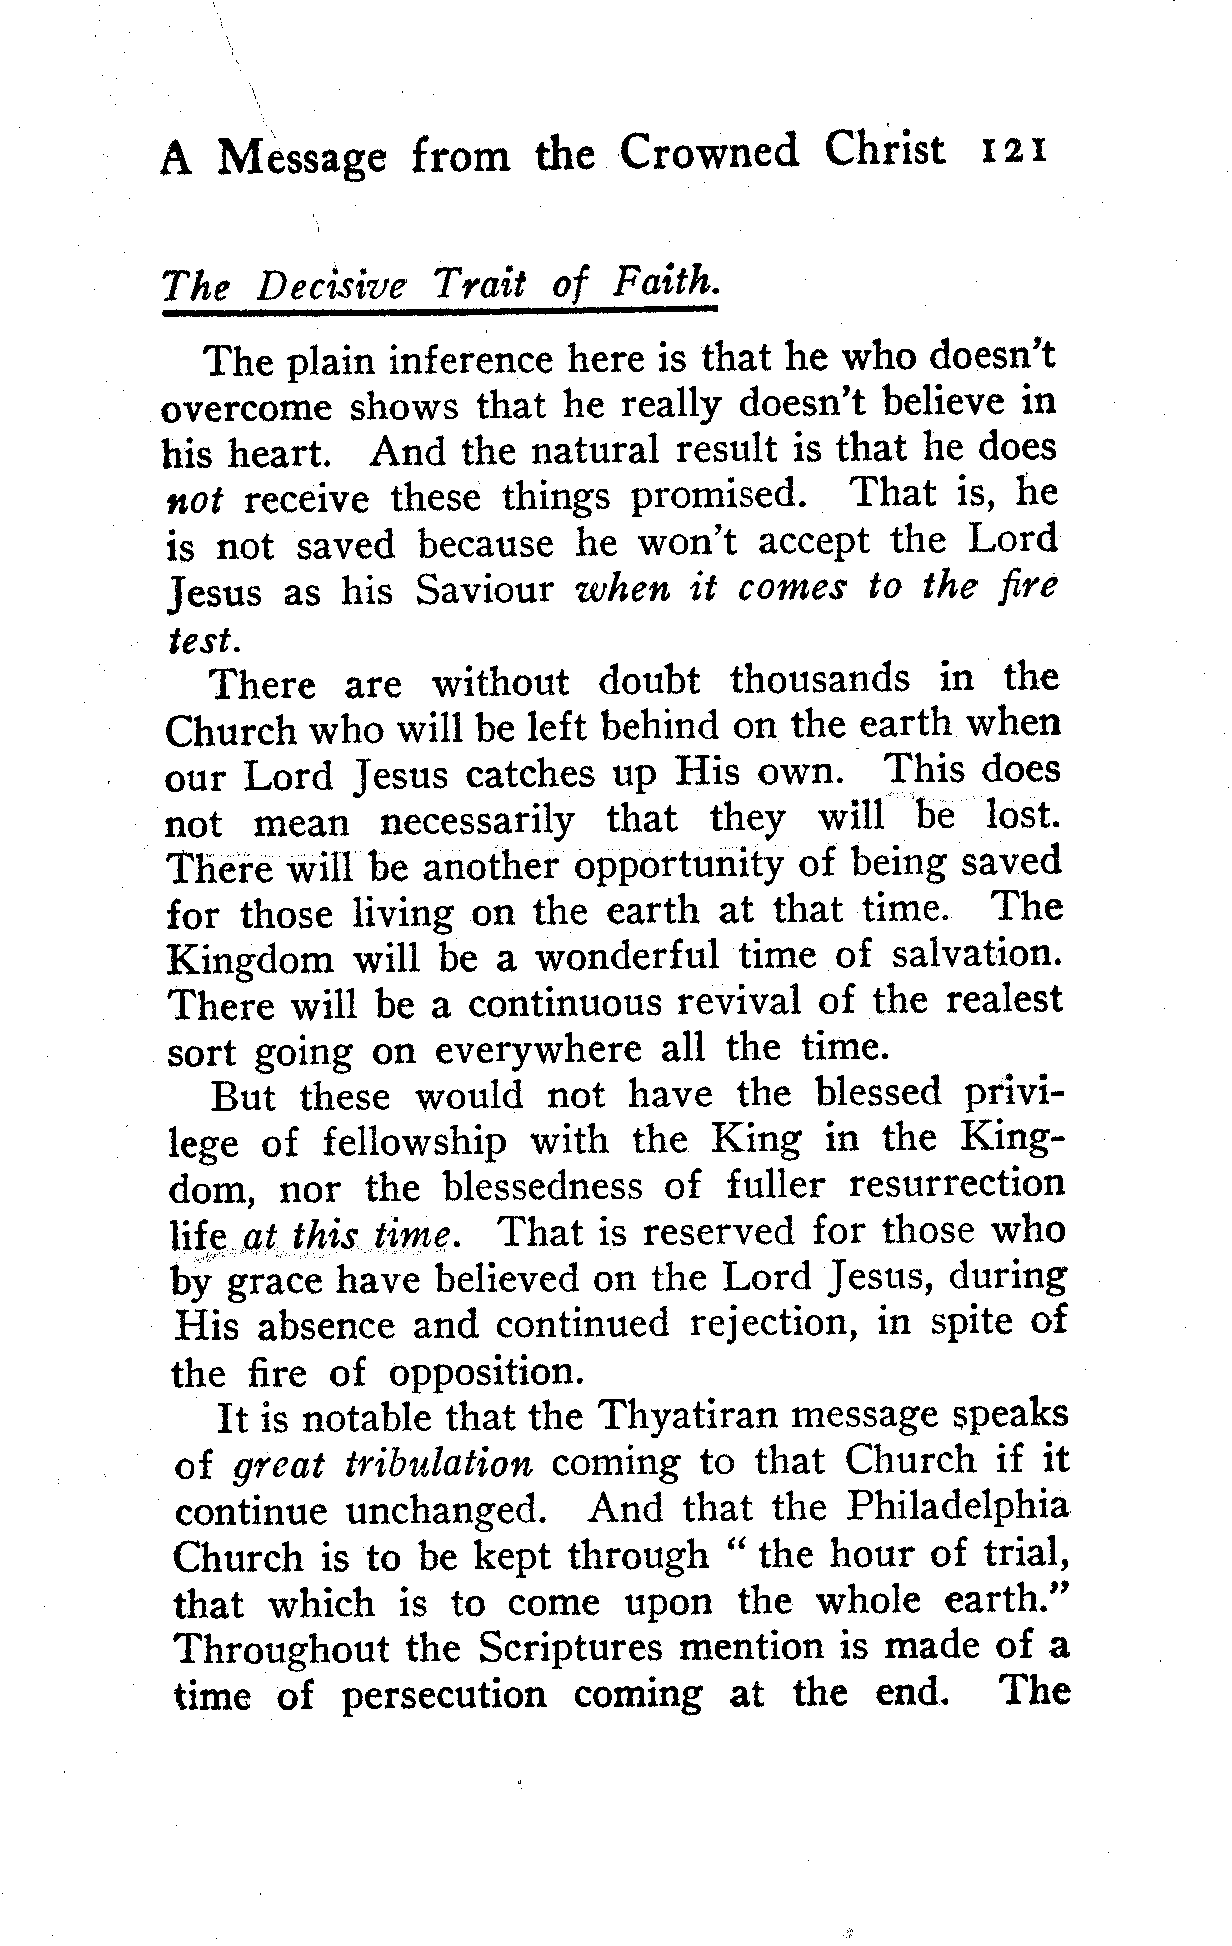 A Message from the Crowned Christ 121
The Decisive Trait of Faith.
The plain inference here is that he who doesn't
overcome shows that he really doesn't believe in
his heart. And the natural result is that he does
not receive these things promised. That is, he
is not saved because he won't accept the Lord
Jesus as his Saviour when it comes to the fire
test.
There are without doubt thousands in the
Church who will be left behind on the earth when
our Lord Jesus catches up His own. This does
not mean necessarily that they will be lost.
There will be another opportunity of being saved
for those living on the earth at that time. The
Kingdom will be a wonderful time of salvation.
There will be a continuous revival of the realest
sort going on everywhere all the time.
But these would not have the blessed privi-
lege of fellowship with the King in the King-
dom, nor the blessedness of fuller resurrection
life at this time. That is reserved for those who
by grace have believed on the Lord Jesus, during
His absence and continued rejection, in spite of
the fire of opposition.
It is notable that the Thyatiran message speaks
of great tribulation coming to that Church if it
continue unchanged. And that the Philadelphia
Church is to be kept through “ the hour of trial,
that which is to come upon the whole earth.”
Throughout the Scriptures mention is made of a
time of persecution coming at the end. The